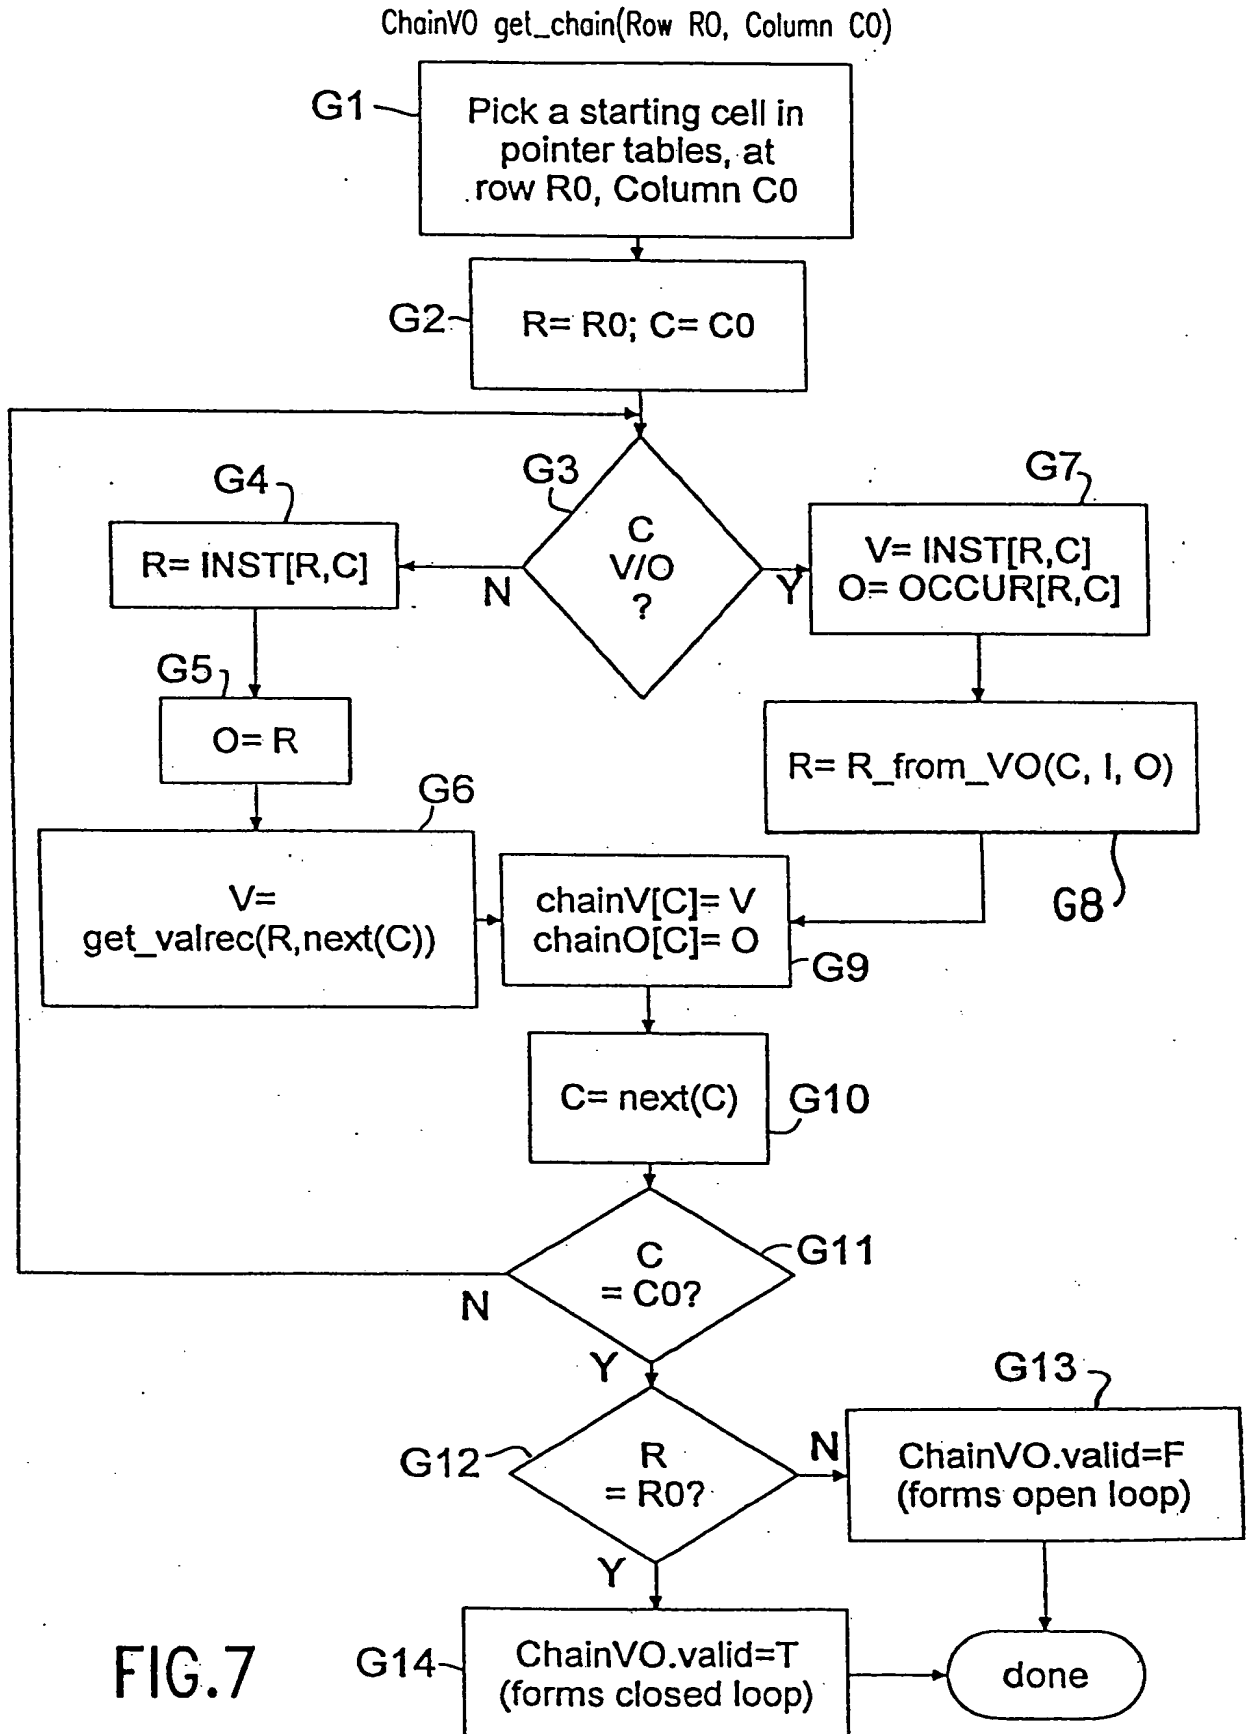 ChainVO get_chain(Row R0, Column C0)
G1
Pick a starting cell in
pointer tables, at
row R0, Column C0
G2
R= R0; C= C0
G3
C
V/O
?
N
Y
G4
R= INST[R,C]
G5
O= R
G6
V=
get_valrec(R,next(C))
G7
V= INST[R,C]
O= OCCUR[R,C]
R= R_from_VO(C, I, O)
G8
chainV[C]= V
chainO[C]= O
G9
C= next(C)
G10
C
= C0?
G11
N
Y
G12
R
= R0?
N
Y
G13
ChainVO.valid=F
(forms open loop)
G14
ChainVO.valid=T
(forms closed loop)
done
FIG.7